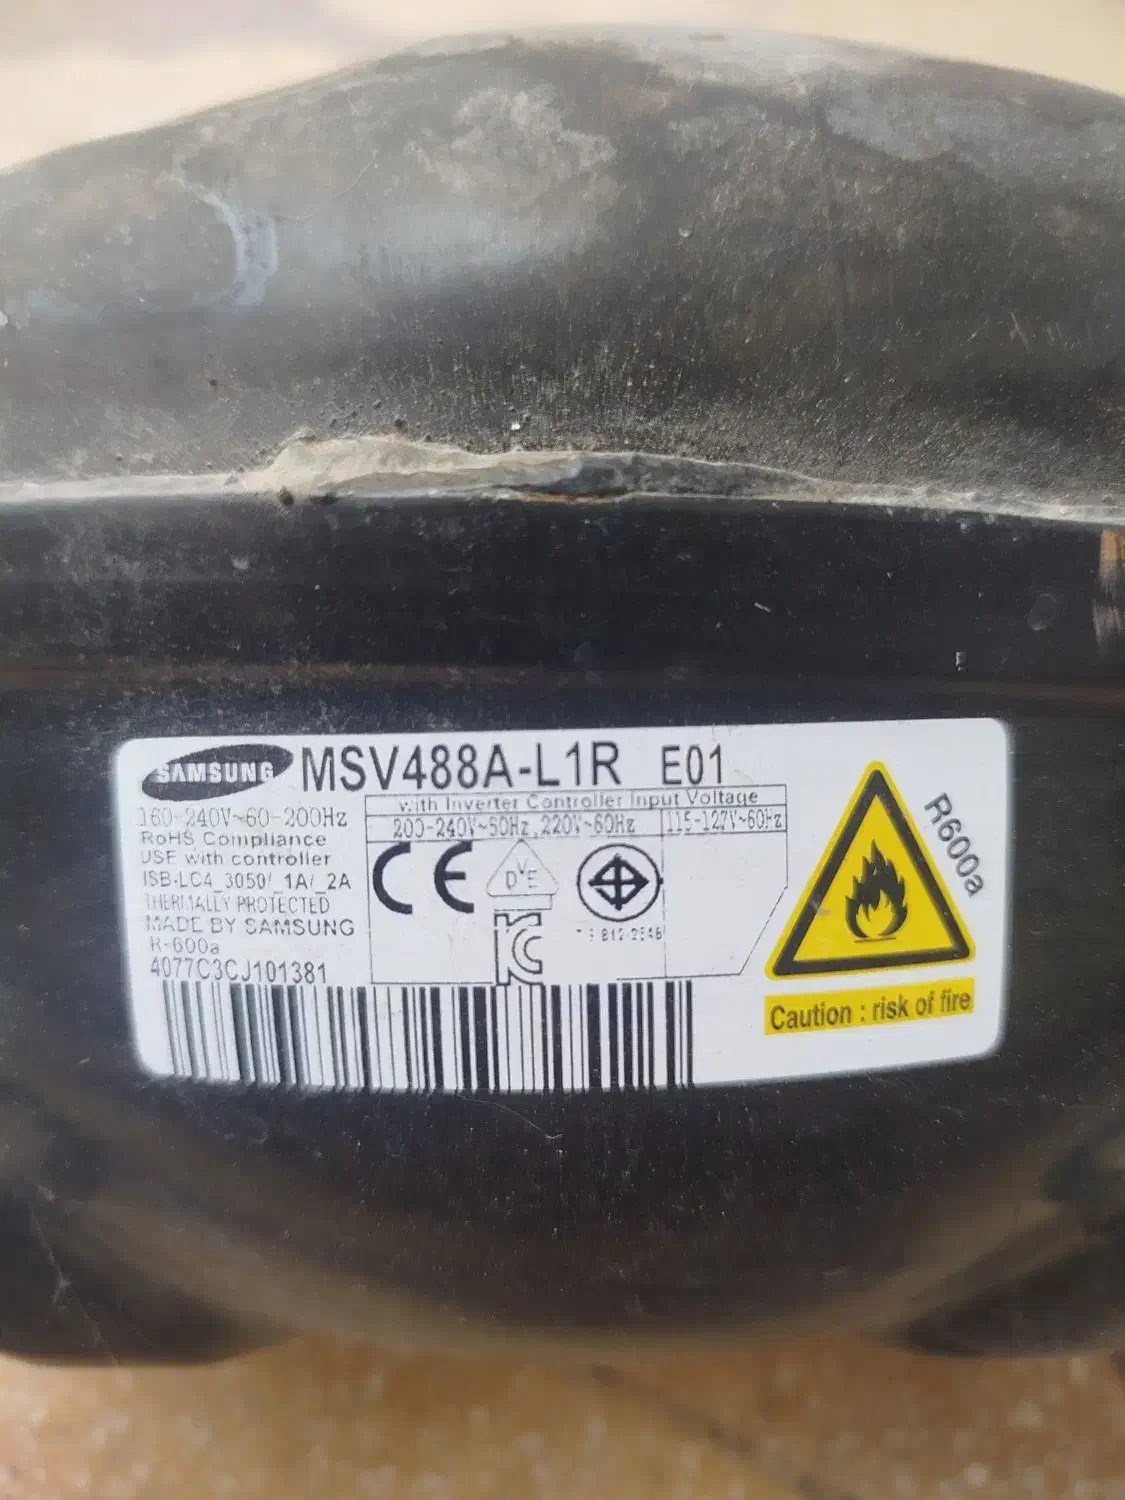 SAMSUNG MSV488A-L1R E01
160-240V~60-200Hz
RoHS Compliance
USE with controller
ISB-LC4_3050/_1A/_2A
THERMALLY PROTECTED
MADE BY SAMSUNG
R-600a
4077C3CJ101381
with Inverter Controller Input Voltage
200-240V~50Hz, 220V~60Hz 115-127V~60Hz
CE
DVE
KC
R600a
Caution : risk of fire